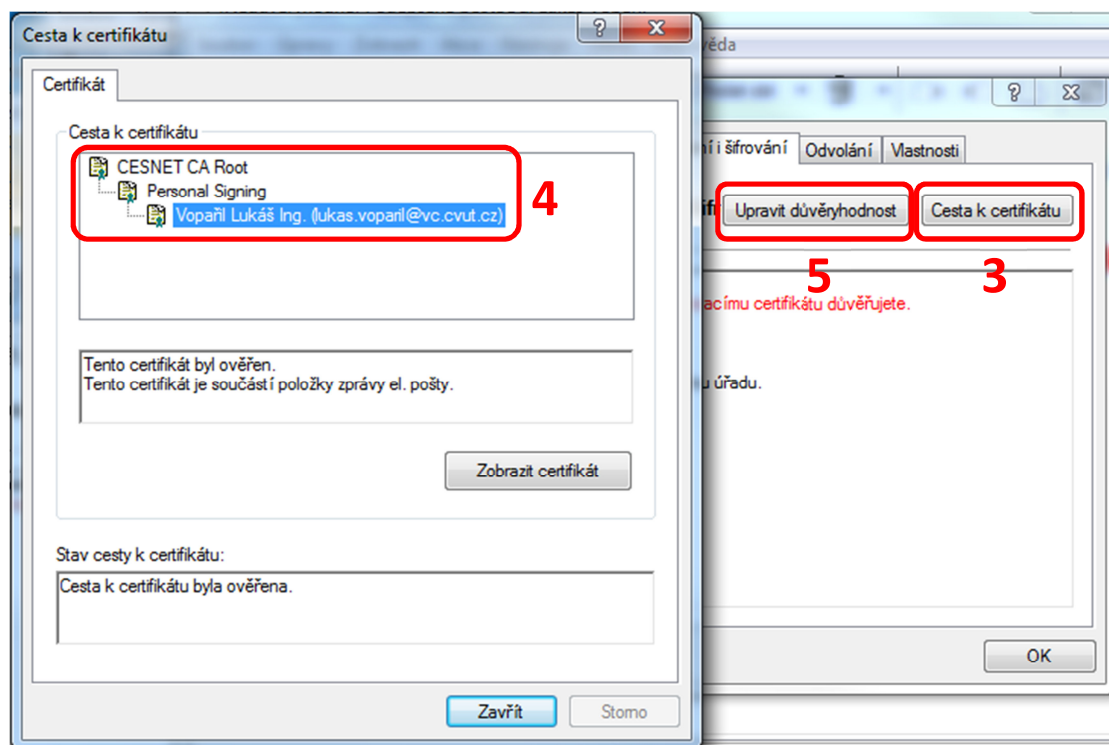 Cesta k certifikátu
Certifikát
Cesta k certifikátu
CESNET CA Root
Personal Signing
Vopařil Lukáš Ing. (lukas.voparil@vc.cvut.cz)
4
Tento certifikát byl ověřen.
Tento certifikát je součástí položky zprávy el. pošty.
Zobrazit certifikát
Stav cesty k certifikátu:
Cesta k certifikátu byla ověřena.
Zavřít
Storno
věda
ní i šifrování
Odvolání
Vlastnosti
Upravit důvěryhodnost
Cesta k certifikátu
5
3
acímu certifikátu důvěřujete.
u úřadu.
OK